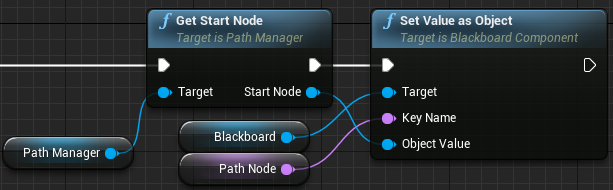 Get Start Node
Target is Path Manager
Target
Start Node
Set Value as Object
Target is Blackboard Component
Target
Key Name
Object Value
Blackboard
Path Manager
Path Node